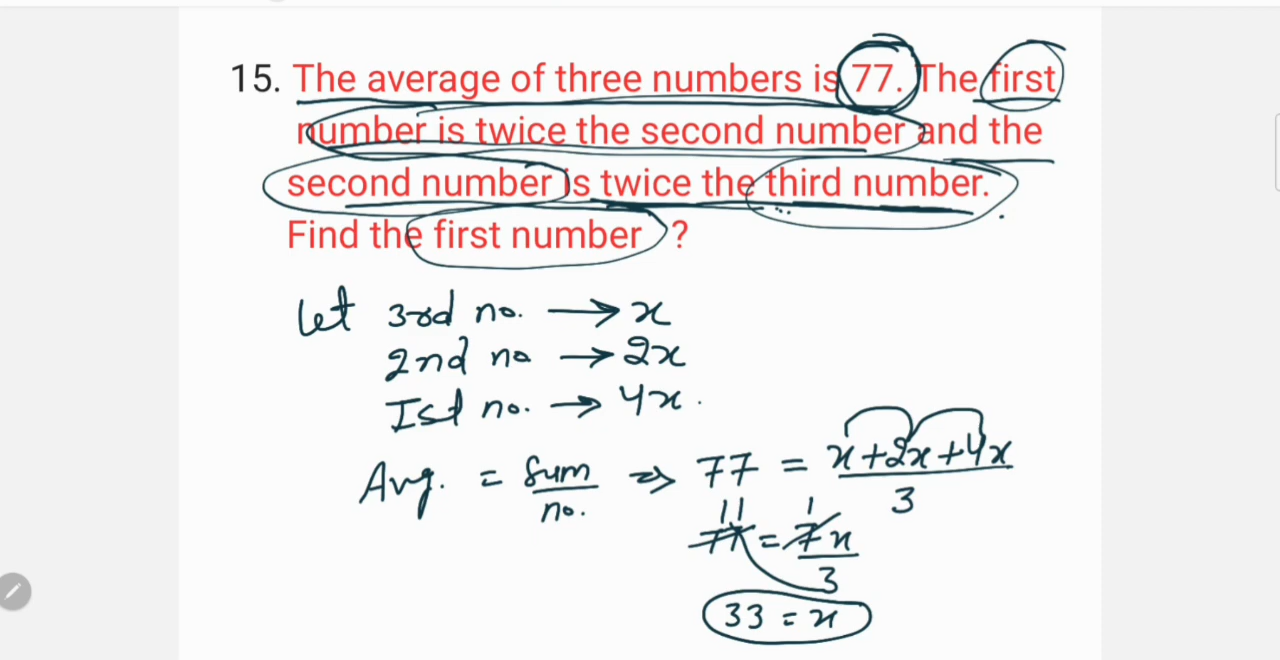 15. The average of three numbers is 77. The first
number is twice the second number and the
second number is twice the third number.
Find the first number ?
Let 3rd no. → x
2nd no → 2x
Ist no. → 4x.
Avg. = Sum/no. ⇒ 77 = x+2x+4x/3
11 1
77 = 7x/3
33 = x